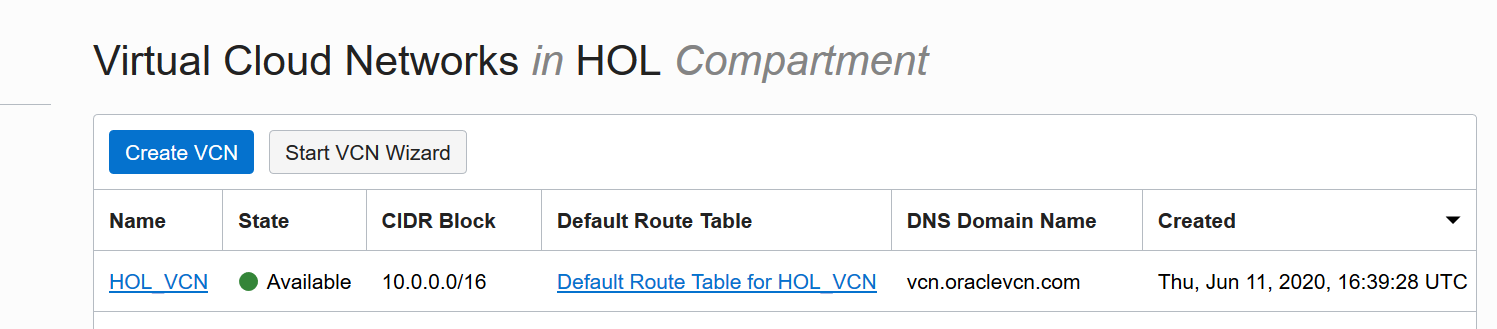 Virtual Cloud Networks in HOL Compartment
Create VCN Start VCN Wizard
Name State CIDR Block Default Route Table DNS Domain Name Created
HOL_VCN Available 10.0.0.0/16 Default Route Table for HOL_VCN vcn.oraclevcn.com Thu, Jun 11, 2020, 16:39:28 UTC